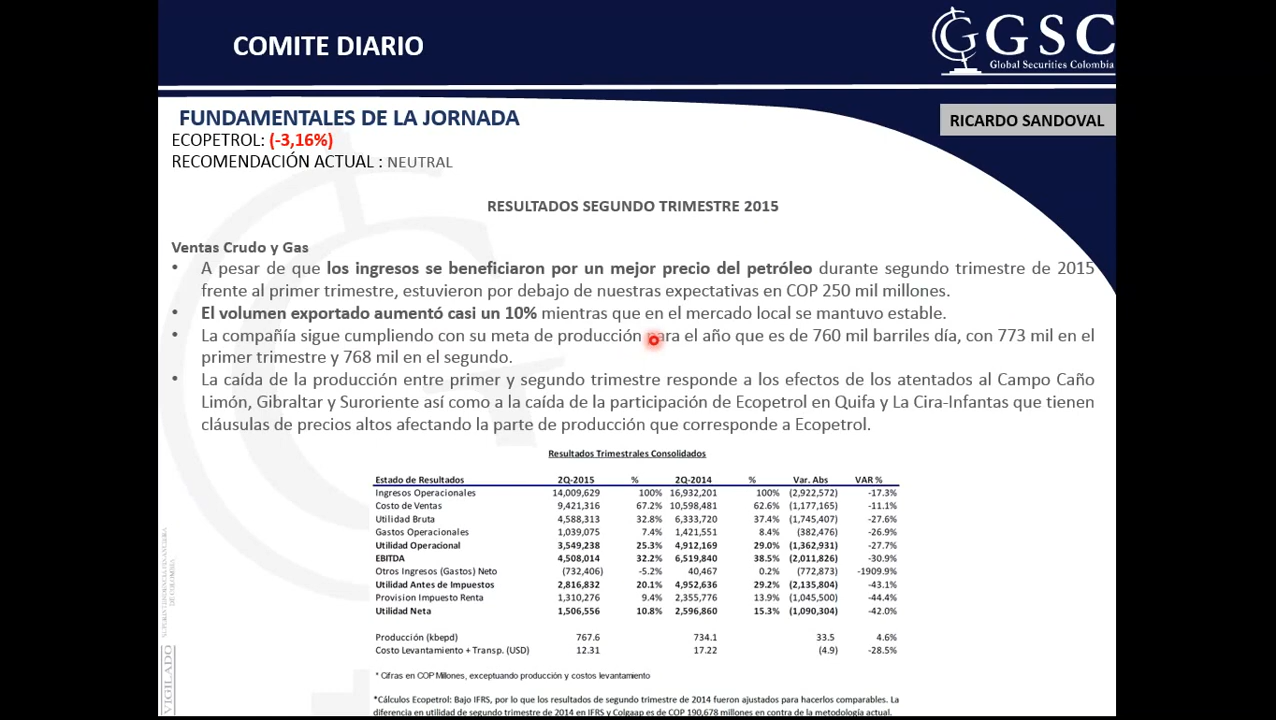 COMITE DIARIO
GGSC
Global Securities Colombia
FUNDAMENTALES DE LA JORNADA
RICARDO SANDOVAL
ECOPETROL: (-3,16%)
RECOMENDACIÓN ACTUAL : NEUTRAL
RESULTADOS SEGUNDO TRIMESTRE 2015
Ventas Crudo y Gas
• A pesar de que los ingresos se beneficiaron por un mejor precio del petróleo durante segundo trimestre de 2015
frente al primer trimestre, estuvieron por debajo de nuestras expectativas en COP 250 mil millones.
• El volumen exportado aumentó casi un 10% mientras que en el mercado local se mantuvo estable.
• La compañía sigue cumpliendo con su meta de producción para el año que es de 760 mil barriles día, con 773 mil en el
primer trimestre y 768 mil en el segundo.
• La caída de la producción entre primer y segundo trimestre responde a los efectos de los atentados al Campo Caño
Limón, Gibraltar y Suroriente así como a la caída de la participación de Ecopetrol en Quifa y La Cira-Infantas que tienen
cláusulas de precios altos afectando la parte de producción que corresponde a Ecopetrol.
Resultados Trimestrales Consolidados
Estado de Resultados 2Q-2015 % 2Q-2014 % Var. Abs VAR %
Ingresos Operacionales 14,009,629 100% 16,932,201 100% (2,922,572) -17.3%
Costo de Ventas 9,421,316 67.2% 10,598,481 62.6% (1,177,165) -11.1%
Utilidad Bruta 4,588,313 32.8% 6,333,720 37.4% (1,745,407) -27.6%
Gastos Operacionales 1,039,075 7.4% 1,421,551 8.4% (382,476) -26.9%
Utilidad Operacional 3,549,238 25.3% 4,912,169 29.0% (1,362,931) -27.7%
EBITDA 4,508,014 32.2% 6,519,840 38.5% (2,011,826) -30.9%
Otros Ingresos (Gastos) Neto (732,406) -5.2% 40,467 0.2% (772,873) -1909.9%
Utilidad Antes de Impuestos 2,816,832 20.1% 4,952,636 29.2% (2,135,804) -43.1%
Provision Impuesto Renta 1,310,276 9.4% 2,355,776 13.9% (1,045,500) -44.4%
Utilidad Neta 1,506,556 10.8% 2,596,860 15.3% (1,090,304) -42.0%
Producción (kbepd) 767.6 734.1 33.5 4.6%
Costo Levantamiento + Transp. (USD) 12.31 17.22 (4.9) -28.5%
* Cifras en COP Millones, exceptuando producción y costos levantamiento
*Cálculos Ecopetrol: Bajo IFRS, por lo que los resultados de segundo trimestre de 2014 fueron ajustados para hacerlos comparables. La
diferencia en utilidad de segundo trimestre de 2014 en IFRS y Colgaap es de COP 190,678 millones en contra de la metodología actual.
VIGILADO
SUPERINTENDENCIA FINANCIERA
DE COLOMBIA